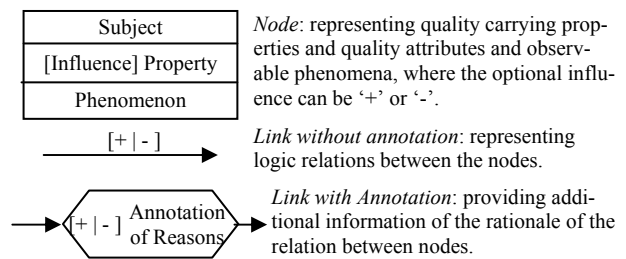 Subject
[Influence] Property
Phenomenon
Node: representing quality carrying prop-
erties and quality attributes and observ-
able phenomena, where the optional influ-
ence can be ‘+’ or ‘-’.
[+ | - ]
Link without annotation: representing
logic relations between the nodes.
[+ | - ] Annotation
of Reasons
Link with Annotation: providing addi-
tional information of the rationale of the
relation between nodes.